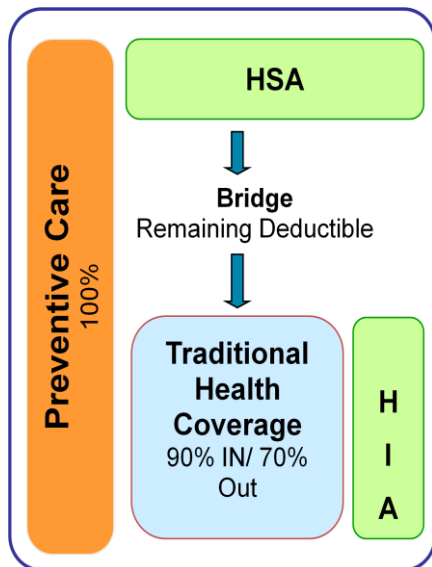 Preventive Care
100%
HSA
Bridge
Remaining Deductible
Traditional
Health
Coverage
90% IN/ 70%
Out
H
I
A